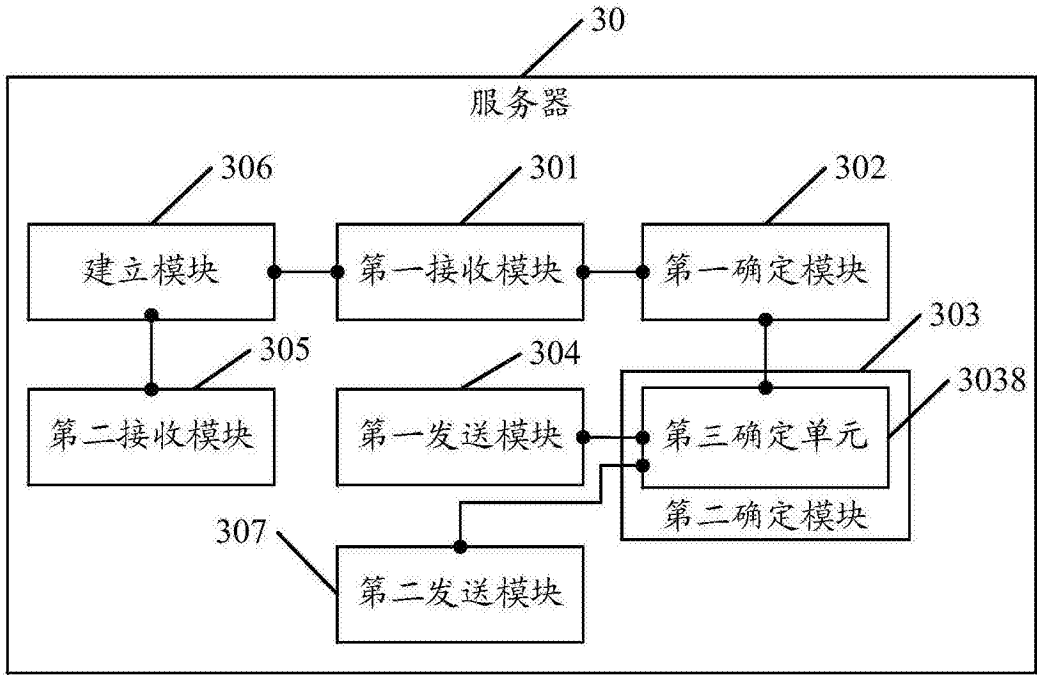 30
服务器
306
301
302
建立模块
第一接收模块
第一确定模块
305
304
303
3038
第二接收模块
第一发送模块
第三确定单元
第二确定模块
307
第二发送模块